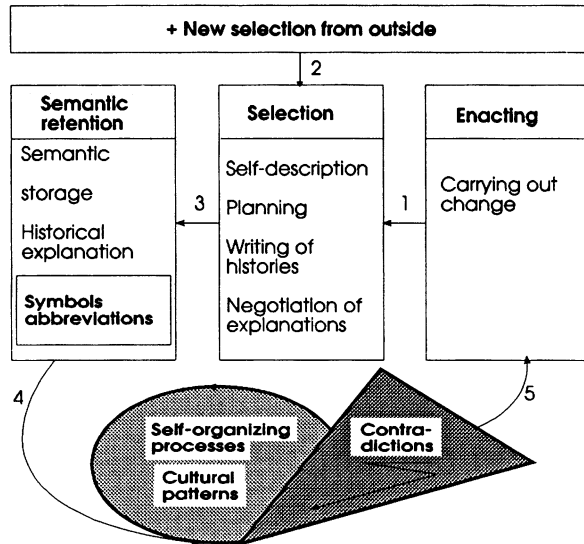 + New selection from outside
2
Semantic
retention
Semantic
storage
Historical
explanation
Symbols
abbreviations
3
Selection
Self-description
Planning
Writing of
histories
Negotiation of
explanations
1
Enacting
Carrying out
change
4
Self-organizing
processes
Cultural
patterns
Contra-
dictions
5